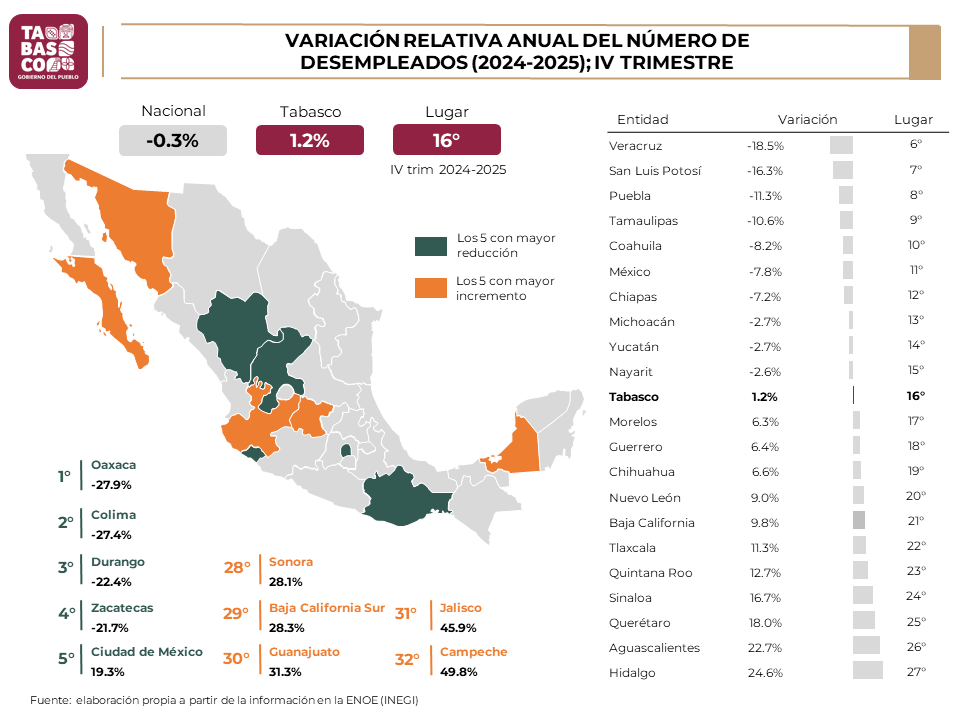 TA
BAS
CO
GOBIERNO DEL PUEBLO
VARIACIÓN RELATIVA ANUAL DEL NÚMERO DE
DESEMPLEADOS (2024-2025); IV TRIMESTRE
Nacional Tabasco Lugar
-0.3% 1.2% 16°
IV trim 2024-2025
Los 5 con mayor
reducción
Los 5 con mayor
incremento
1° Oaxaca
-27.9%
2° Colima
-27.4%
3° Durango
-22.4%
4° Zacatecas
-21.7%
5° Ciudad de México
19.3%
28° Sonora
28.1%
29° Baja California Sur
28.3%
30° Guanajuato
31.3%
31° Jalisco
45.9%
32° Campeche
49.8%
Entidad Variación Lugar
Veracruz -18.5% 6°
San Luis Potosí -16.3% 7°
Puebla -11.3% 8°
Tamaulipas -10.6% 9°
Coahuila -8.2% 10°
México -7.8% 11°
Chiapas -7.2% 12°
Michoacán -2.7% 13°
Yucatán -2.7% 14°
Nayarit -2.6% 15°
Tabasco 1.2% 16°
Morelos 6.3% 17°
Guerrero 6.4% 18°
Chihuahua 6.6% 19°
Nuevo León 9.0% 20°
Baja California 9.8% 21°
Tlaxcala 11.3% 22°
Quintana Roo 12.7% 23°
Sinaloa 16.7% 24°
Querétaro 18.0% 25°
Aguascalientes 22.7% 26°
Hidalgo 24.6% 27°
Fuente: elaboración propia a partir de la información en la ENOE (INEGI)